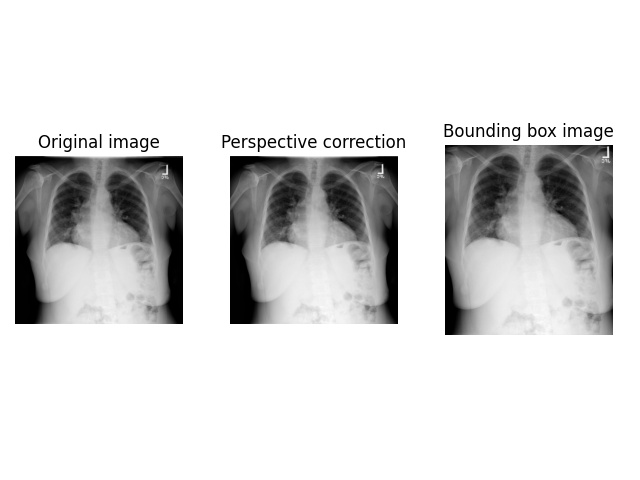 Original image
Perspective correction
Bounding box image
L